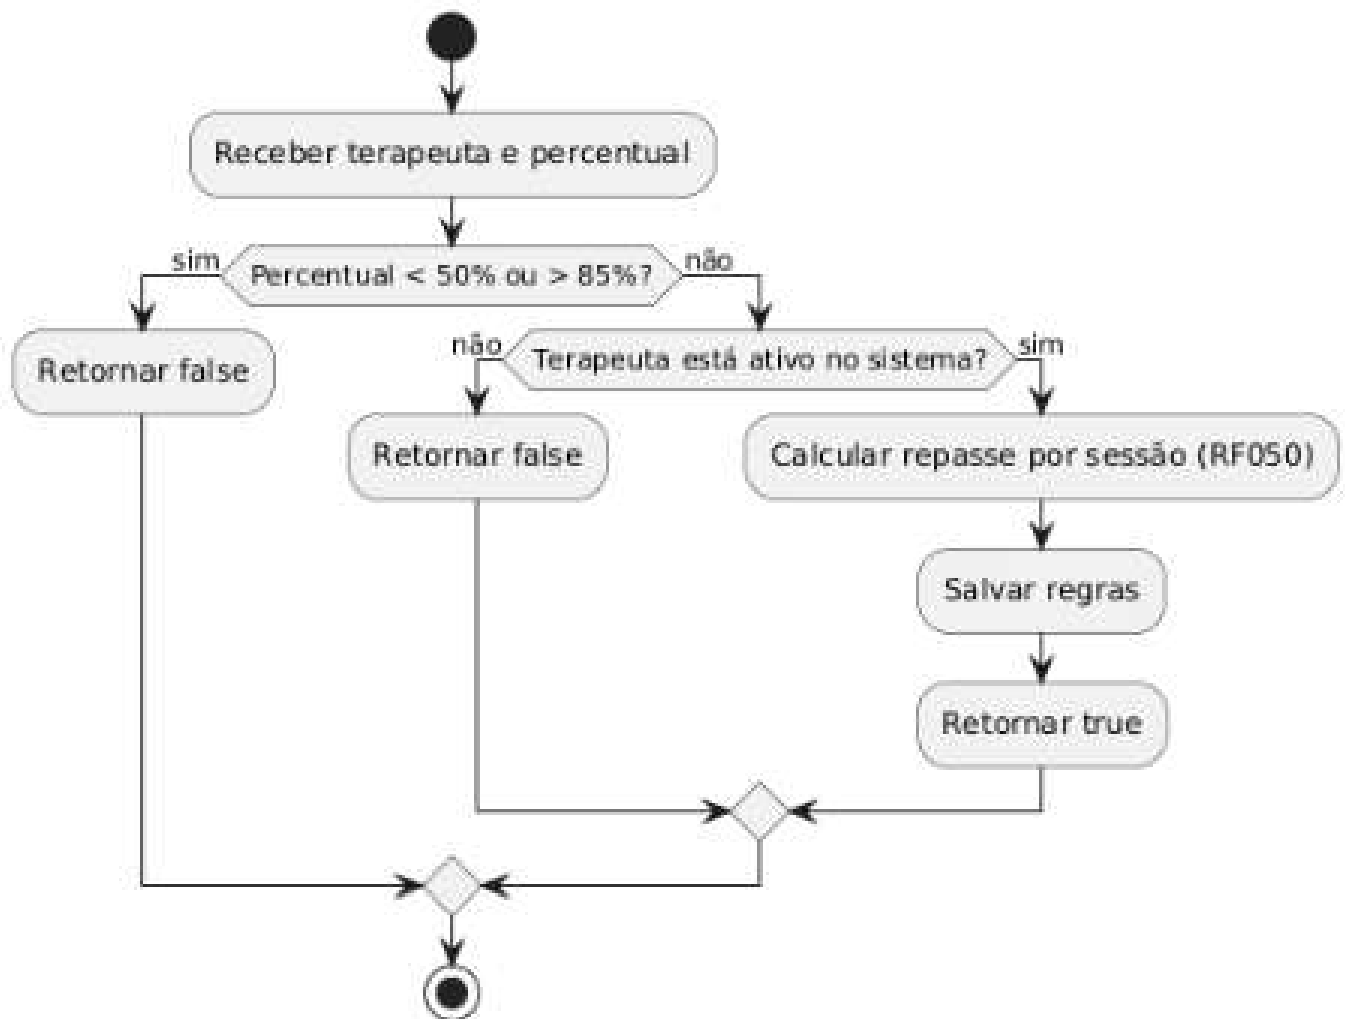 Receber terapeuta e percentual
sim
Percentual < 50% ou > 85%?
não
Retornar false
não
Terapeuta está ativo no sistema?
sim
Retornar false
Calcular repasse por sessão (RF050)
Salvar regras
Retornar true